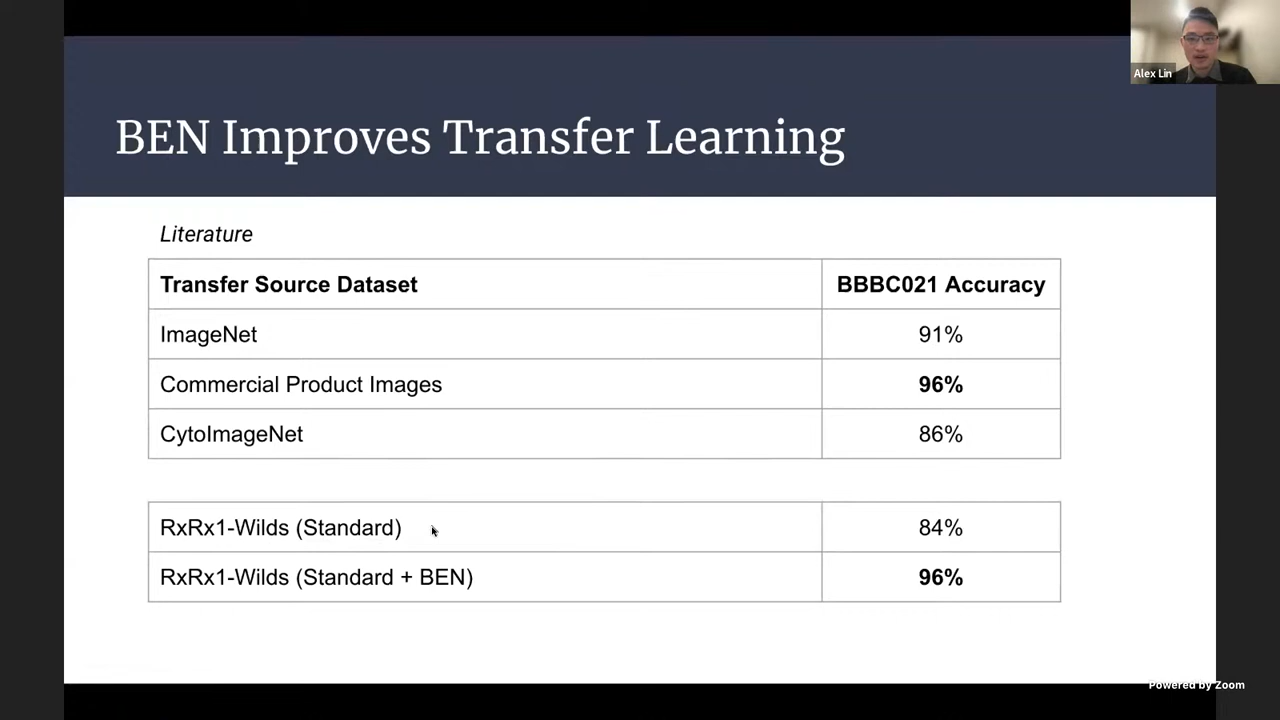 Alex Lin
BEN Improves Transfer Learning
Literature
Transfer Source Dataset BBBC021 Accuracy
ImageNet 91%
Commercial Product Images 96%
CytoImageNet 86%
RxRx1-Wilds (Standard) 84%
RxRx1-Wilds (Standard + BEN) 96%
Powered by Zoom